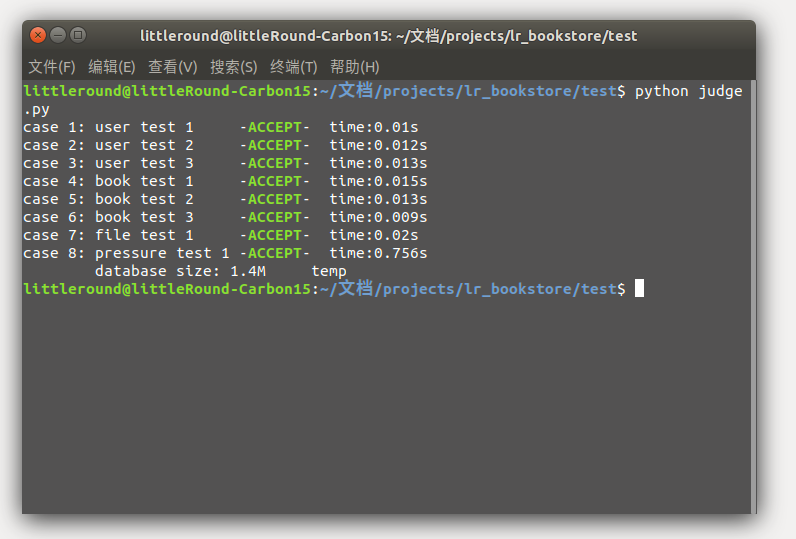 littleround@littleRound-Carbon15: ~/文档/projects/lr_bookstore/test
文件(F) 编辑(E) 查看(V) 搜索(S) 终端(T) 帮助(H)
littleround@littleRound-Carbon15:~/文档/projects/lr_bookstore/test$ python judge
.py
case 1: user test 1     -ACCEPT-  time:0.01s
case 2: user test 2     -ACCEPT-  time:0.012s
case 3: user test 3     -ACCEPT-  time:0.013s
case 4: book test 1     -ACCEPT-  time:0.015s
case 5: book test 2     -ACCEPT-  time:0.013s
case 6: book test 3     -ACCEPT-  time:0.009s
case 7: file test 1     -ACCEPT-  time:0.02s
case 8: pressure test 1 -ACCEPT-  time:0.756s
        database size: 1.4M     temp
littleround@littleRound-Carbon15:~/文档/projects/lr_bookstore/test$